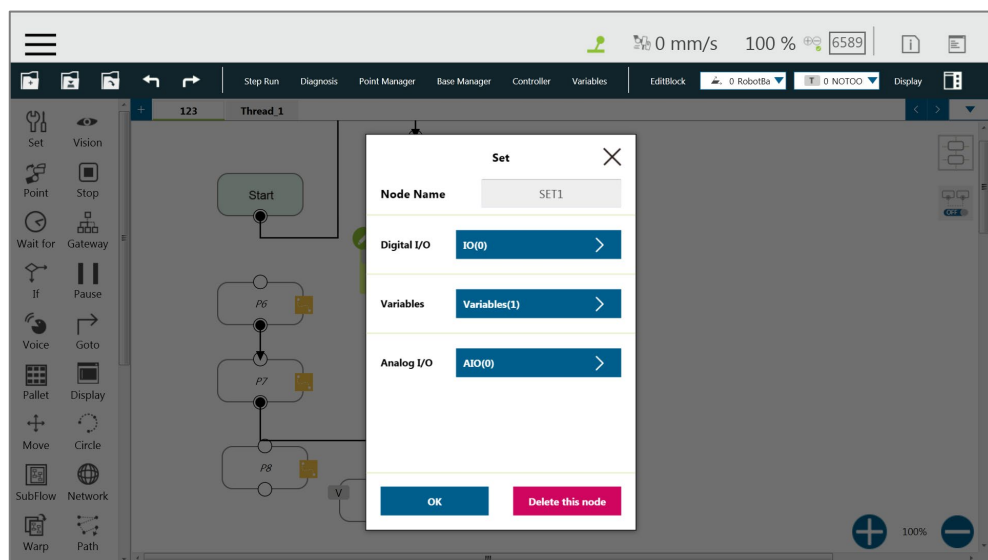 0 mm/s 100 % 6589
Step Run Diagnosis Point Manager Base Manager Controller Variables EditBlock 0 RobotBa T 0 NOTOO Display
+ 123 Thread_1
Set Vision
Point Stop
Wait for Gateway
If Pause
Voice Goto
Pallet Display
Move Circle
SubFlow Network
Warp Path
Start
P6
P7
P8
V
Set
Node Name SET1
Digital I/O IO(0)
Variables Variables(1)
Analog I/O AIO(0)
OK Delete this node
OFF
100%